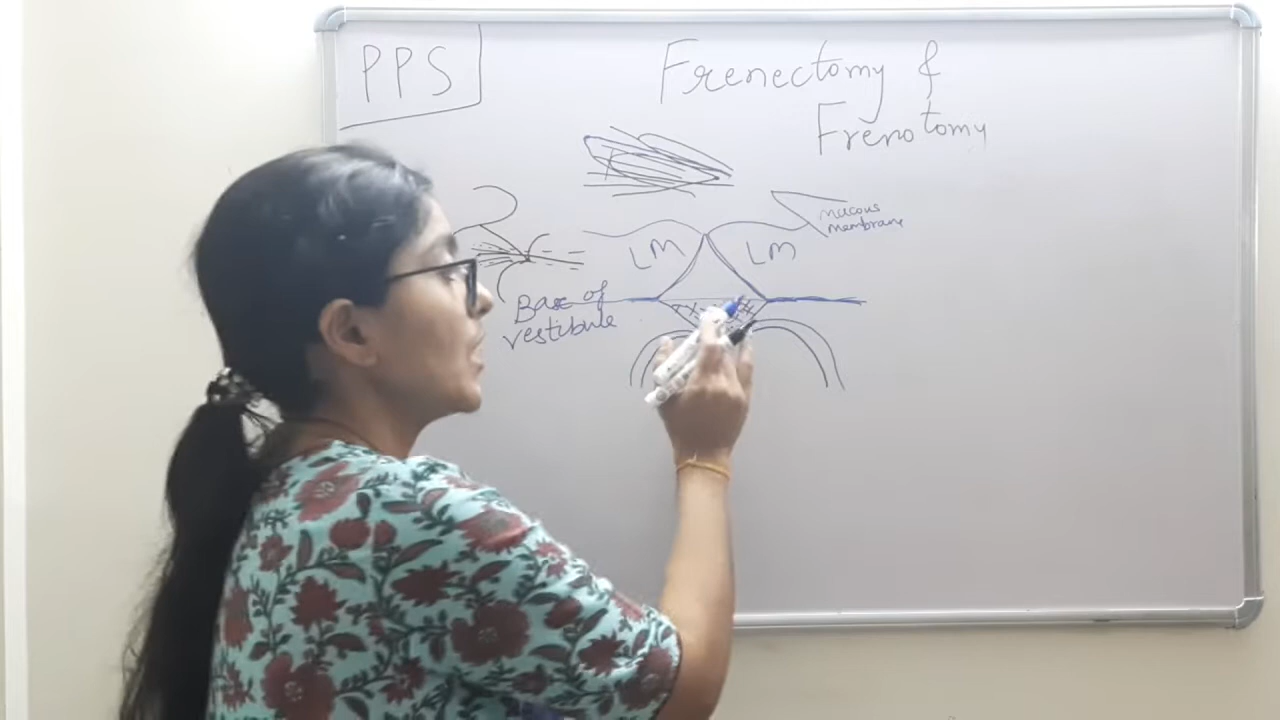 PPS
Frenectomy &
Frenotomy
mucous
membrane
LM
LM
Base of
vestibule